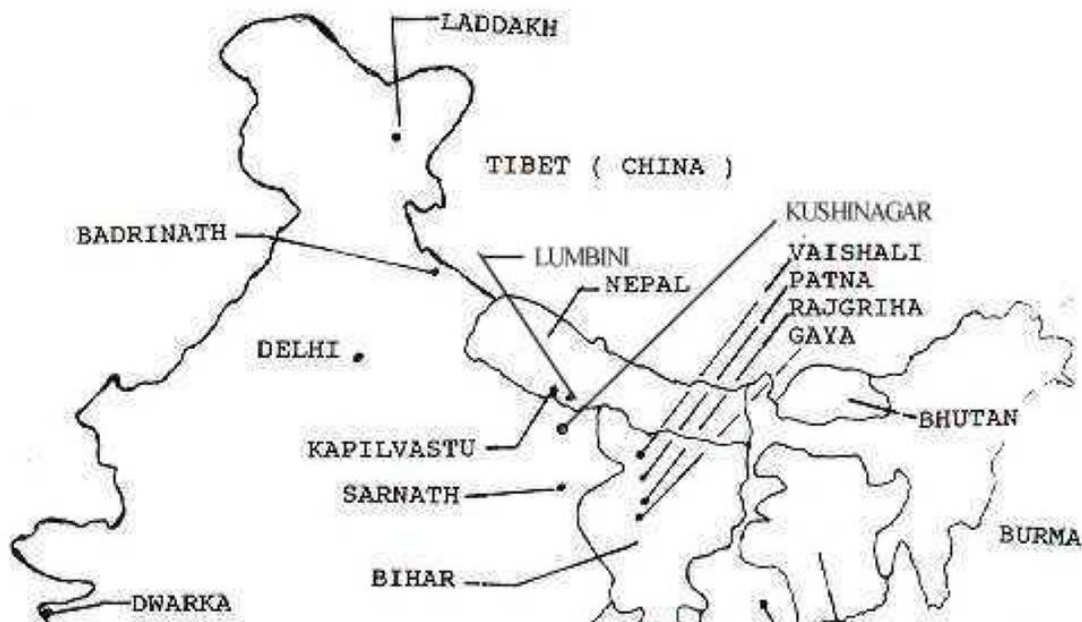 LADDAKH
TIBET ( CHINA )
KUSHINAGAR
BADRINATH
VAISHALI
LUMBINI
PATNA
NEPAL
RAJGRIHA
DELHI
GAYA
BHUTAN
KAPILVASTU
SARNATH
BURMA
BIHAR
DWARKA